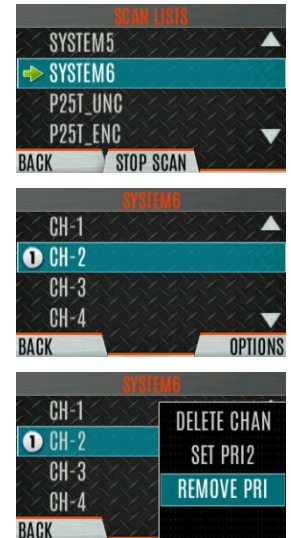 SCAN LISTS
SYSTEM5
SYSTEM6
P25T_UNC
P25T_ENC
BACK STOP SCAN
SYSTEM6
CH-1
1 CH-2
CH-3
CH-4
BACK OPTIONS
SYSTEM6
CH-1
1 CH-2
CH-3
CH-4
BACK
DELETE CHAN
SET PRI2
REMOVE PRI